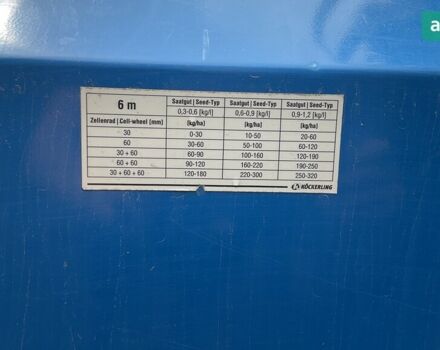 a
6 m Saatgut | Seed-Typ Saatgut | Seed-Typ Saatgut | Seed-Typ
0,3-0,6 [kg/l] 0,6-0,9 [kg/l] 0,9-1,2 [kg/l]
Zellenrad | Cell-wheel [mm] [kg/ha] [kg/ha] [kg/ha]
30 0-30 10-50 20-60
60 30-60 50-100 60-120
30 + 60 60-90 100-160 120-190
60 + 60 90-120 160-220 190-250
30 + 60 + 60 120-180 220-300 250-320
KÖCKERLING